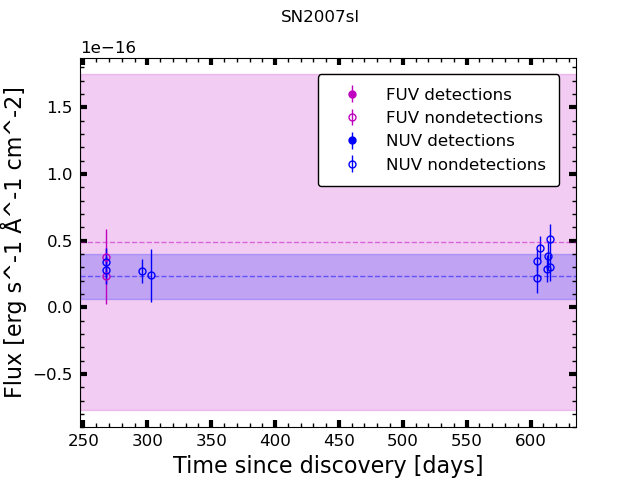 SN2007sl
1e−16
FUV detections
FUV nondetections
NUV detections
NUV nondetections
1.5
1.0
0.5
0.0
−0.5
Flux [erg s^-1 Å^-1 cm^-2]
250 300 350 400 450 500 550 600
Time since discovery [days]